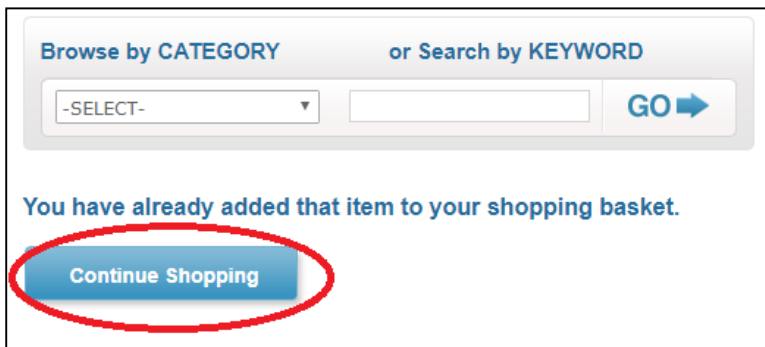 Browse by CATEGORY or Search by KEYWORD
-SELECT- GO
You have already added that item to your shopping basket.
Continue Shopping